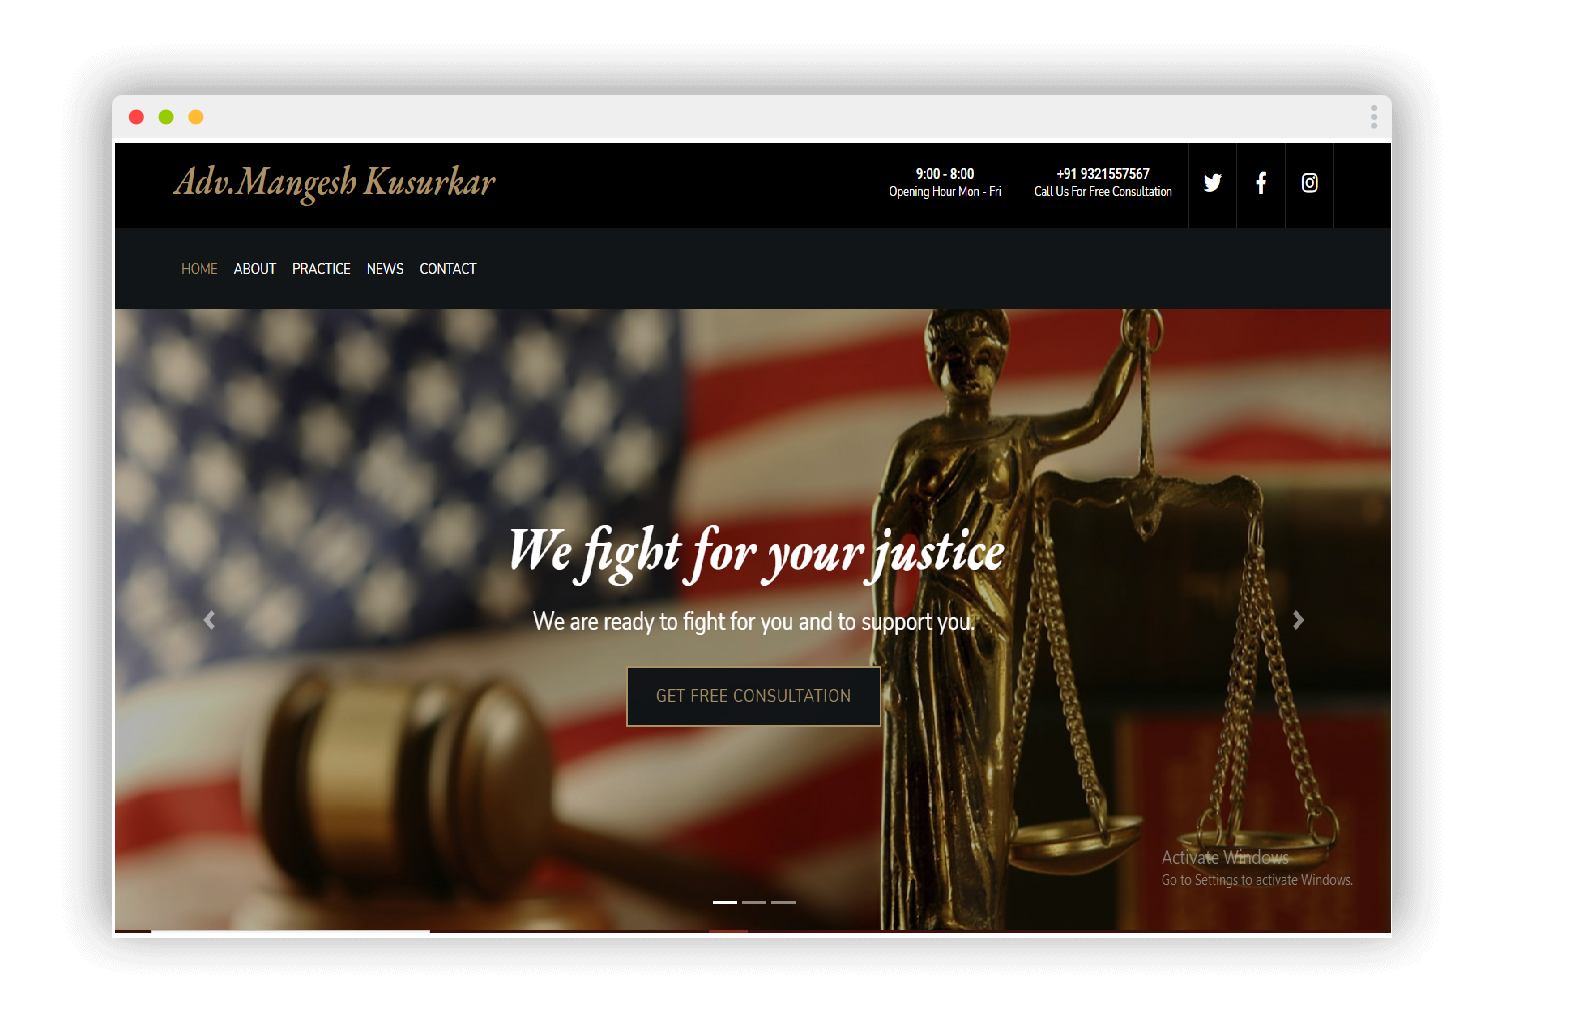 Adv.Mangesh Kusurkar
9:00 - 8:00
Opening Hour Mon - Fri
+91 9321557567
Call Us For Free Consultation
HOME ABOUT PRACTICE NEWS CONTACT
We fight for your justice
We are ready to fight for you and to support you.
GET FREE CONSULTATION
Activate Windows
Go to Settings to activate Windows.